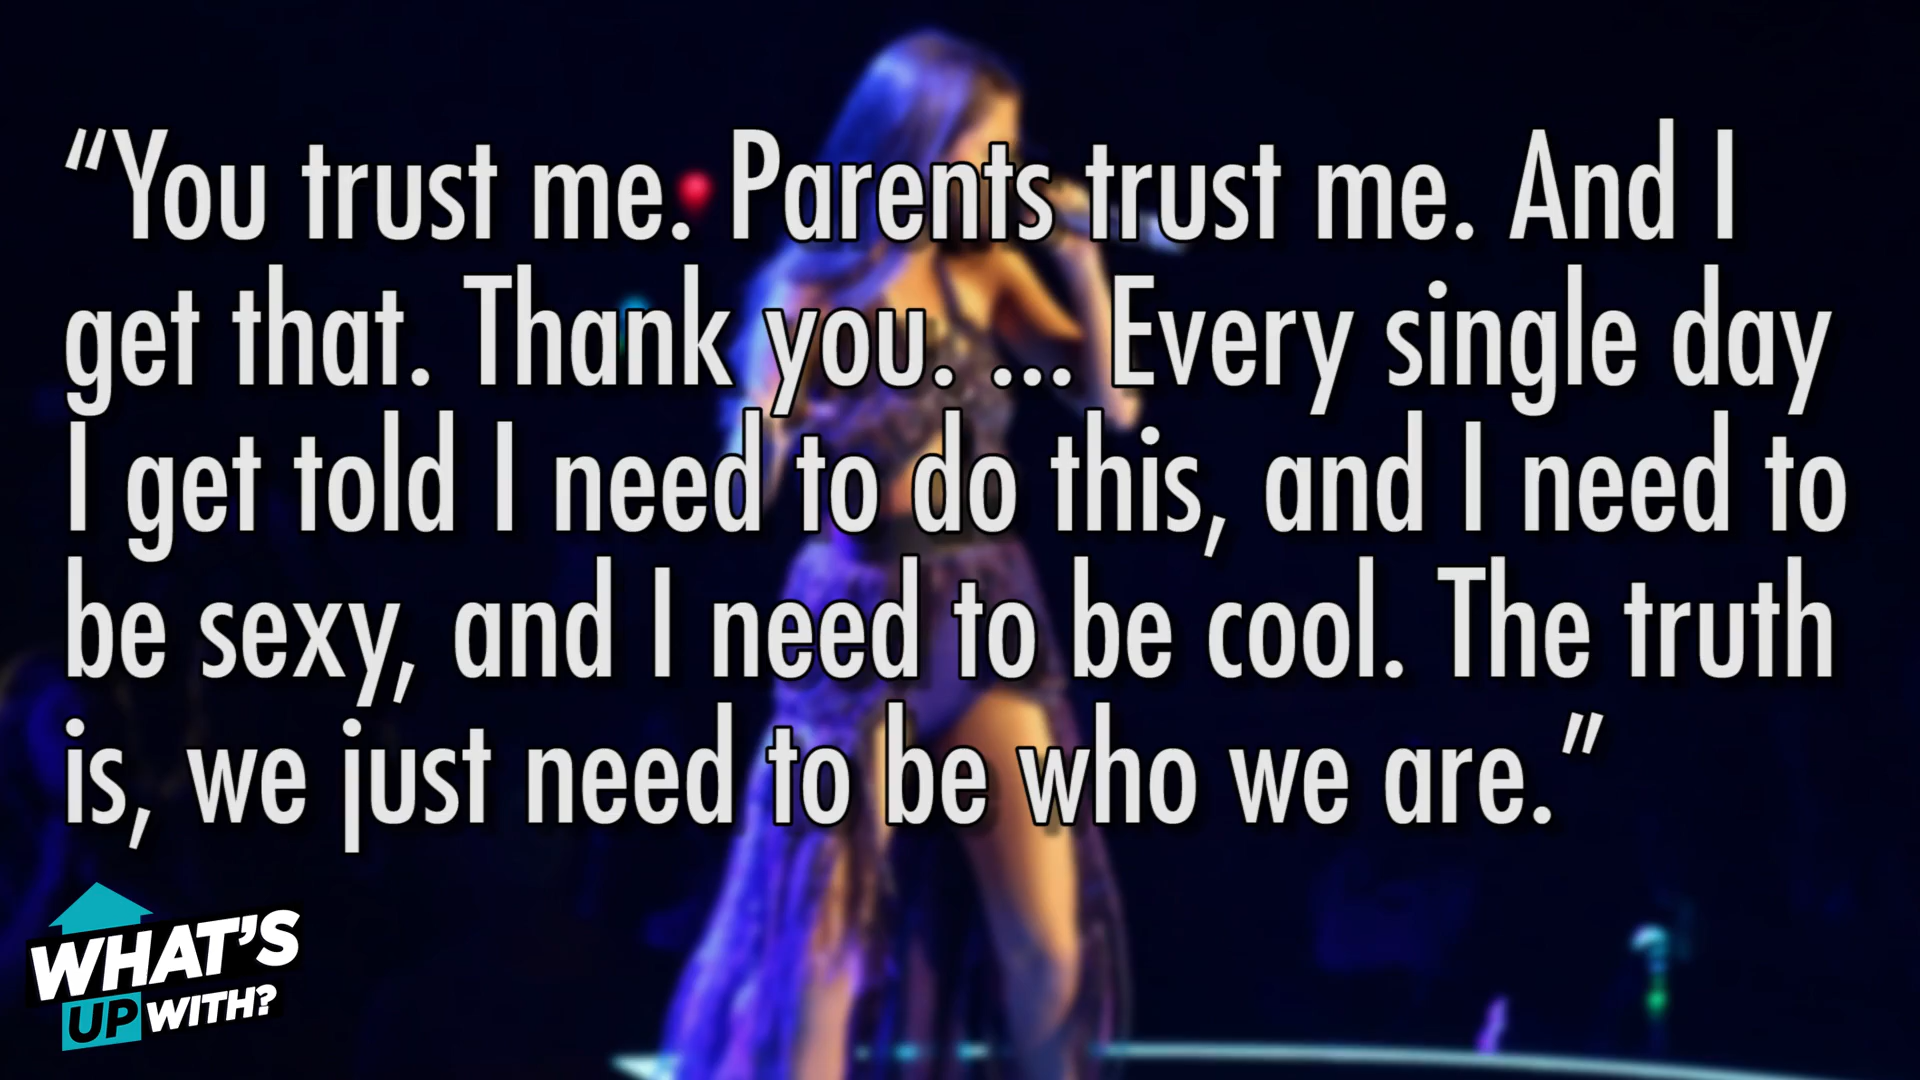 “You trust me. Parents trust me. And I
get that. Thank you. ... Every single day
I get told I need to do this, and I need to
be sexy, and I need to be cool. The truth
is, we just need to be who we are.”
WHAT'S
UP WITH?